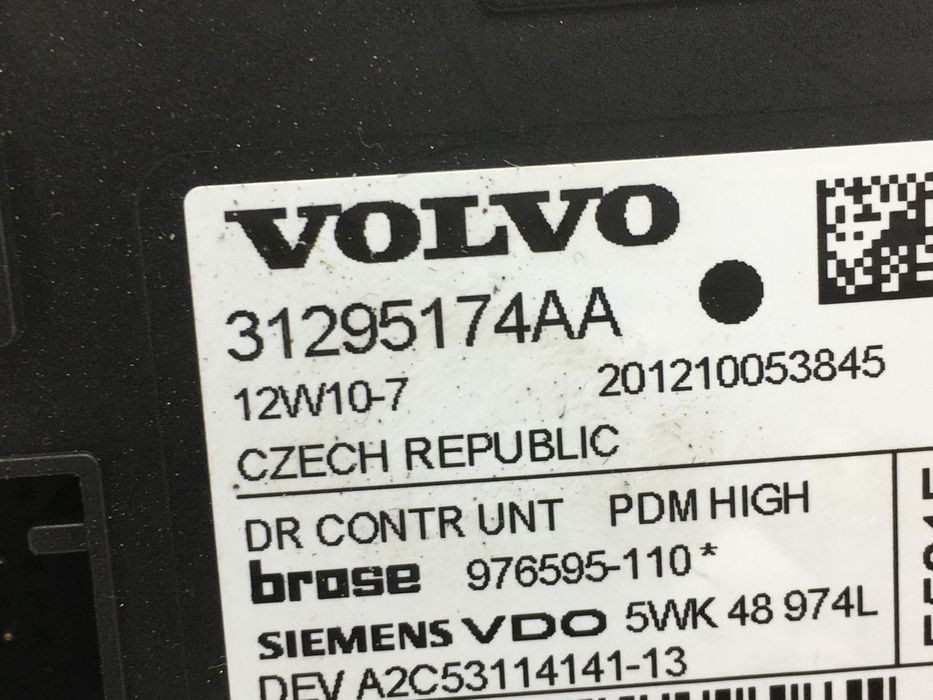 VOLVO
31295174AA
12W10-7 201210053845
CZECH REPUBLIC
DR CONTR UNT PDM HIGH
brose 976595-110*
SIEMENS VDO 5WK 48 974L
DEV A2C53114141-13